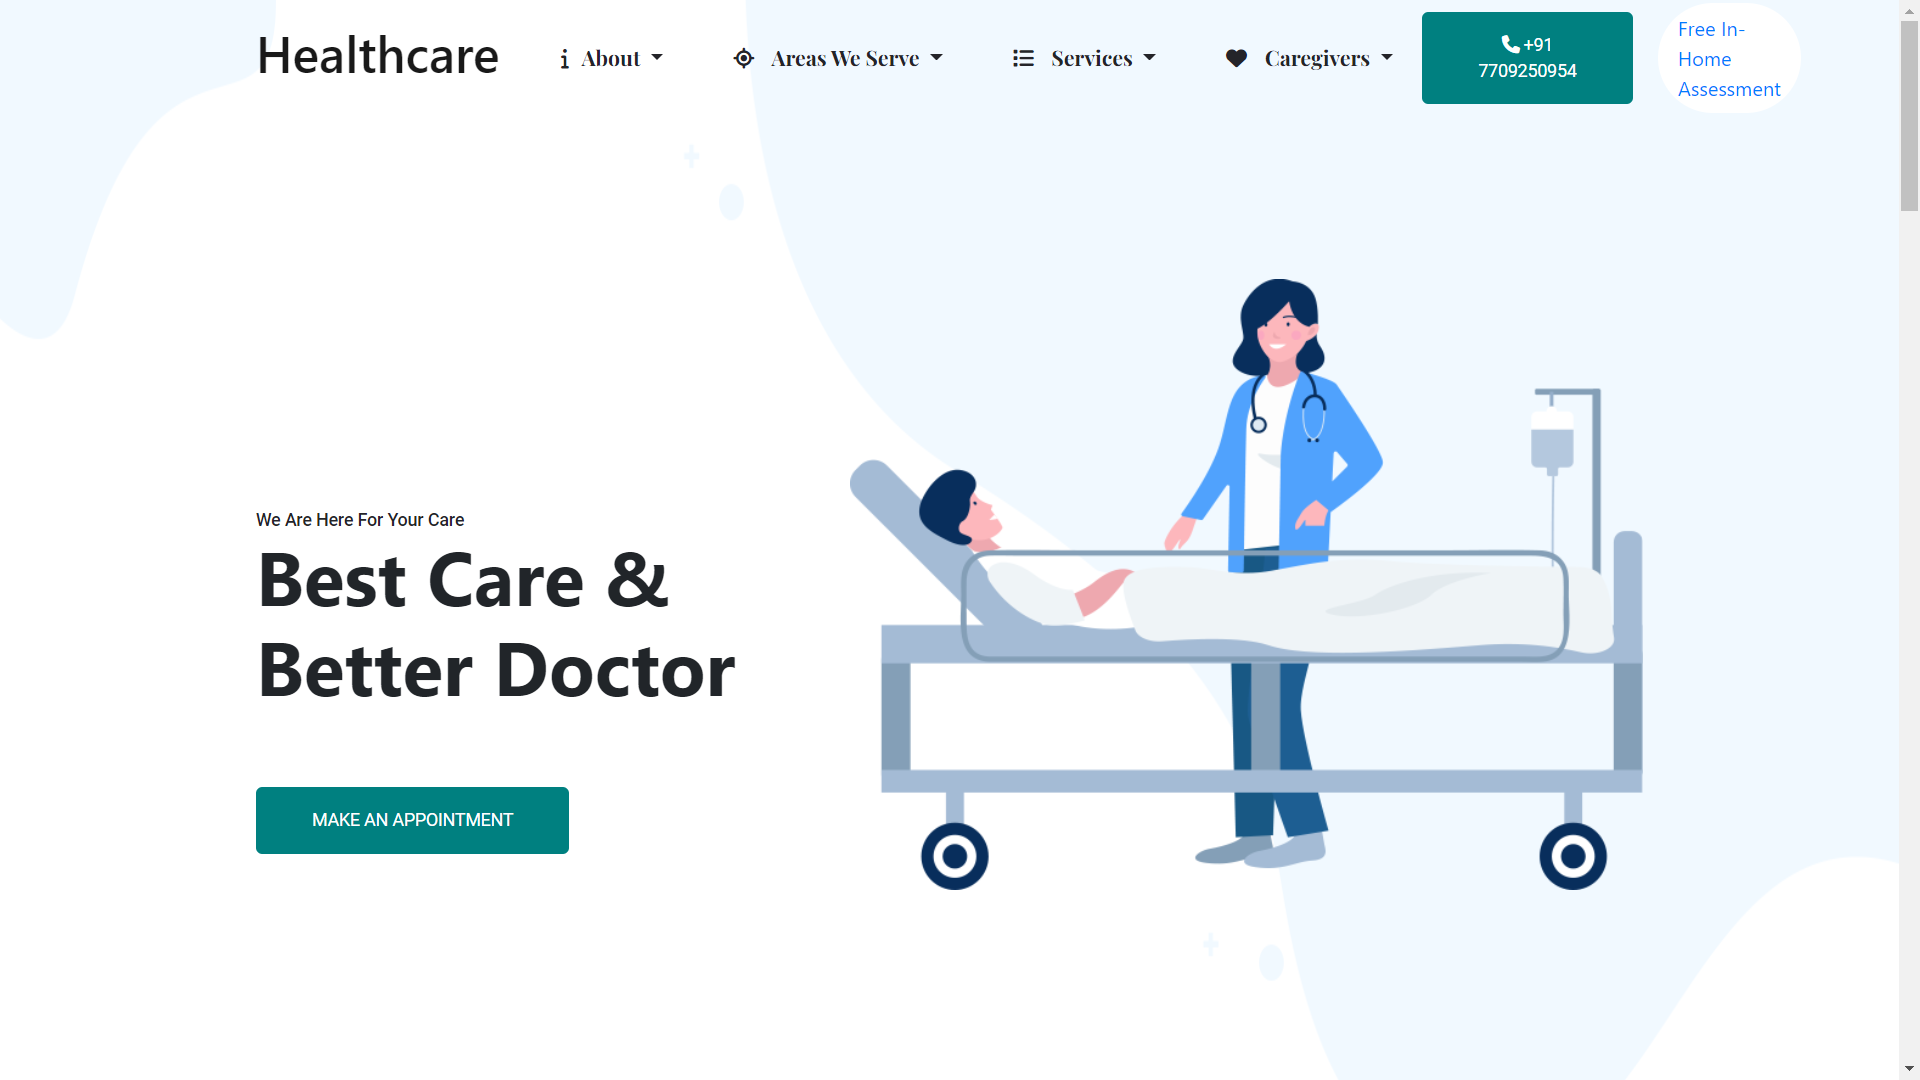 Healthcare
About
Areas We Serve
Services
Caregivers
+91
7709250954
Free In-
Home
Assessment
We Are Here For Your Care
Best Care &
Better Doctor
MAKE AN APPOINTMENT